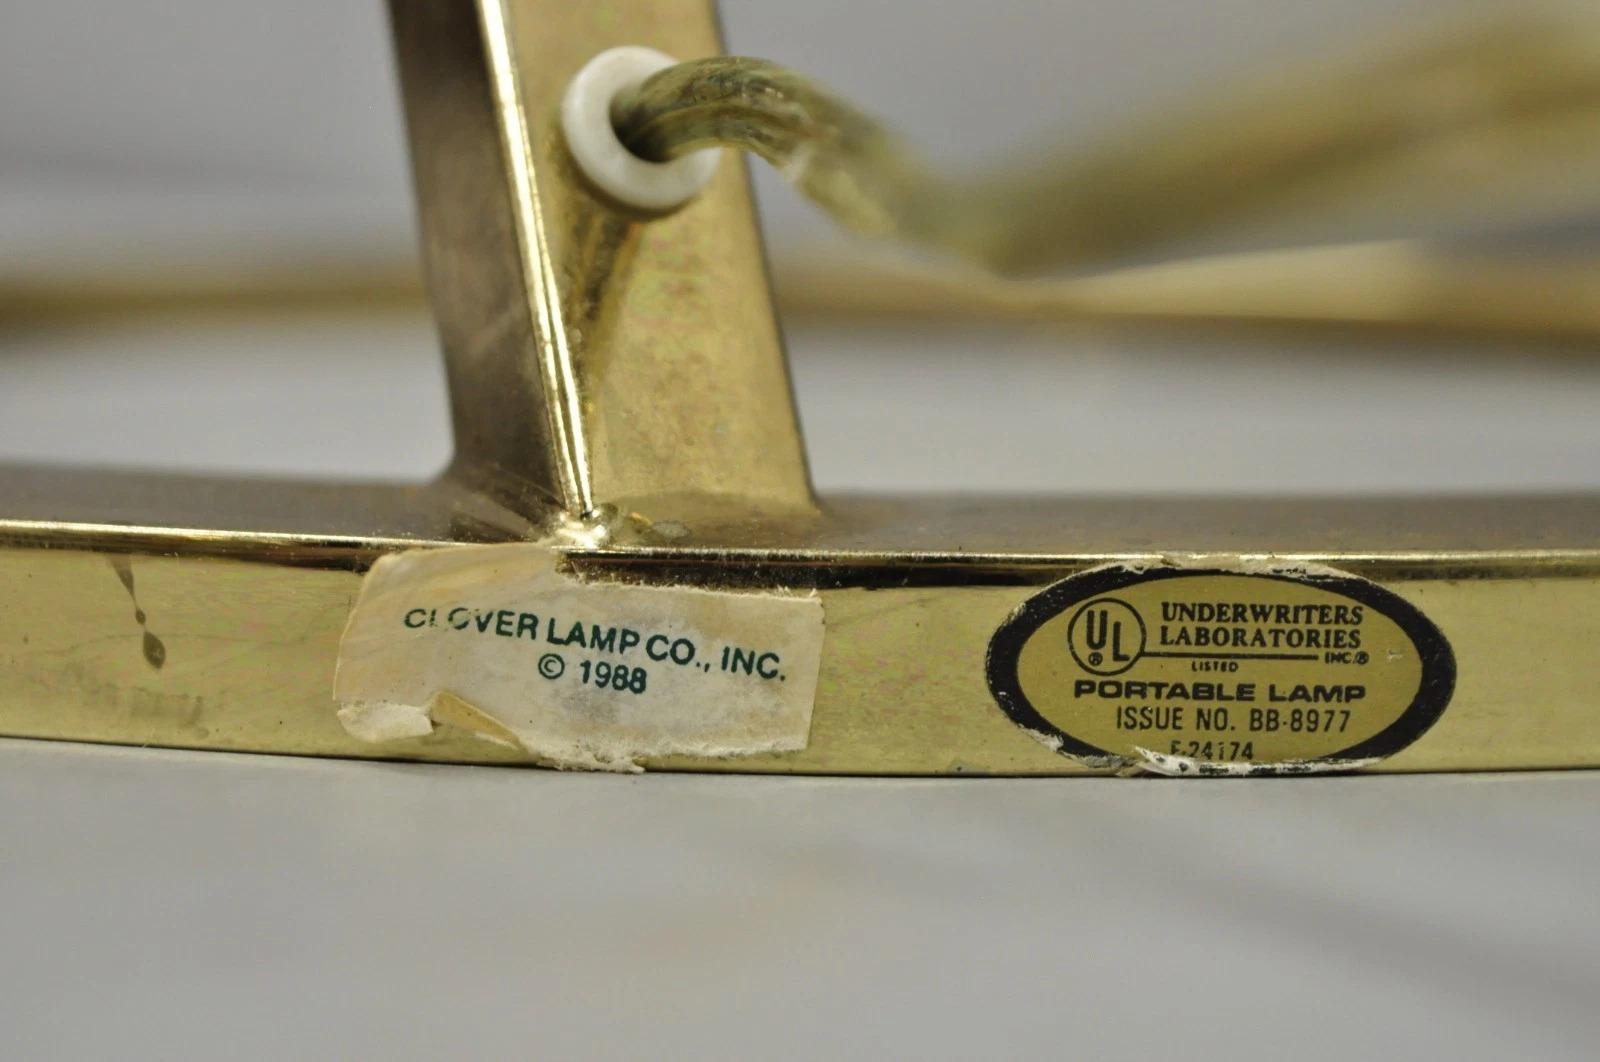 CLOVER LAMP CO., INC.
© 1988
UL ®
UNDERWRITERS
LABORATORIES
INC.®
LISTED
PORTABLE LAMP
ISSUE NO. BB-8977
E-24174